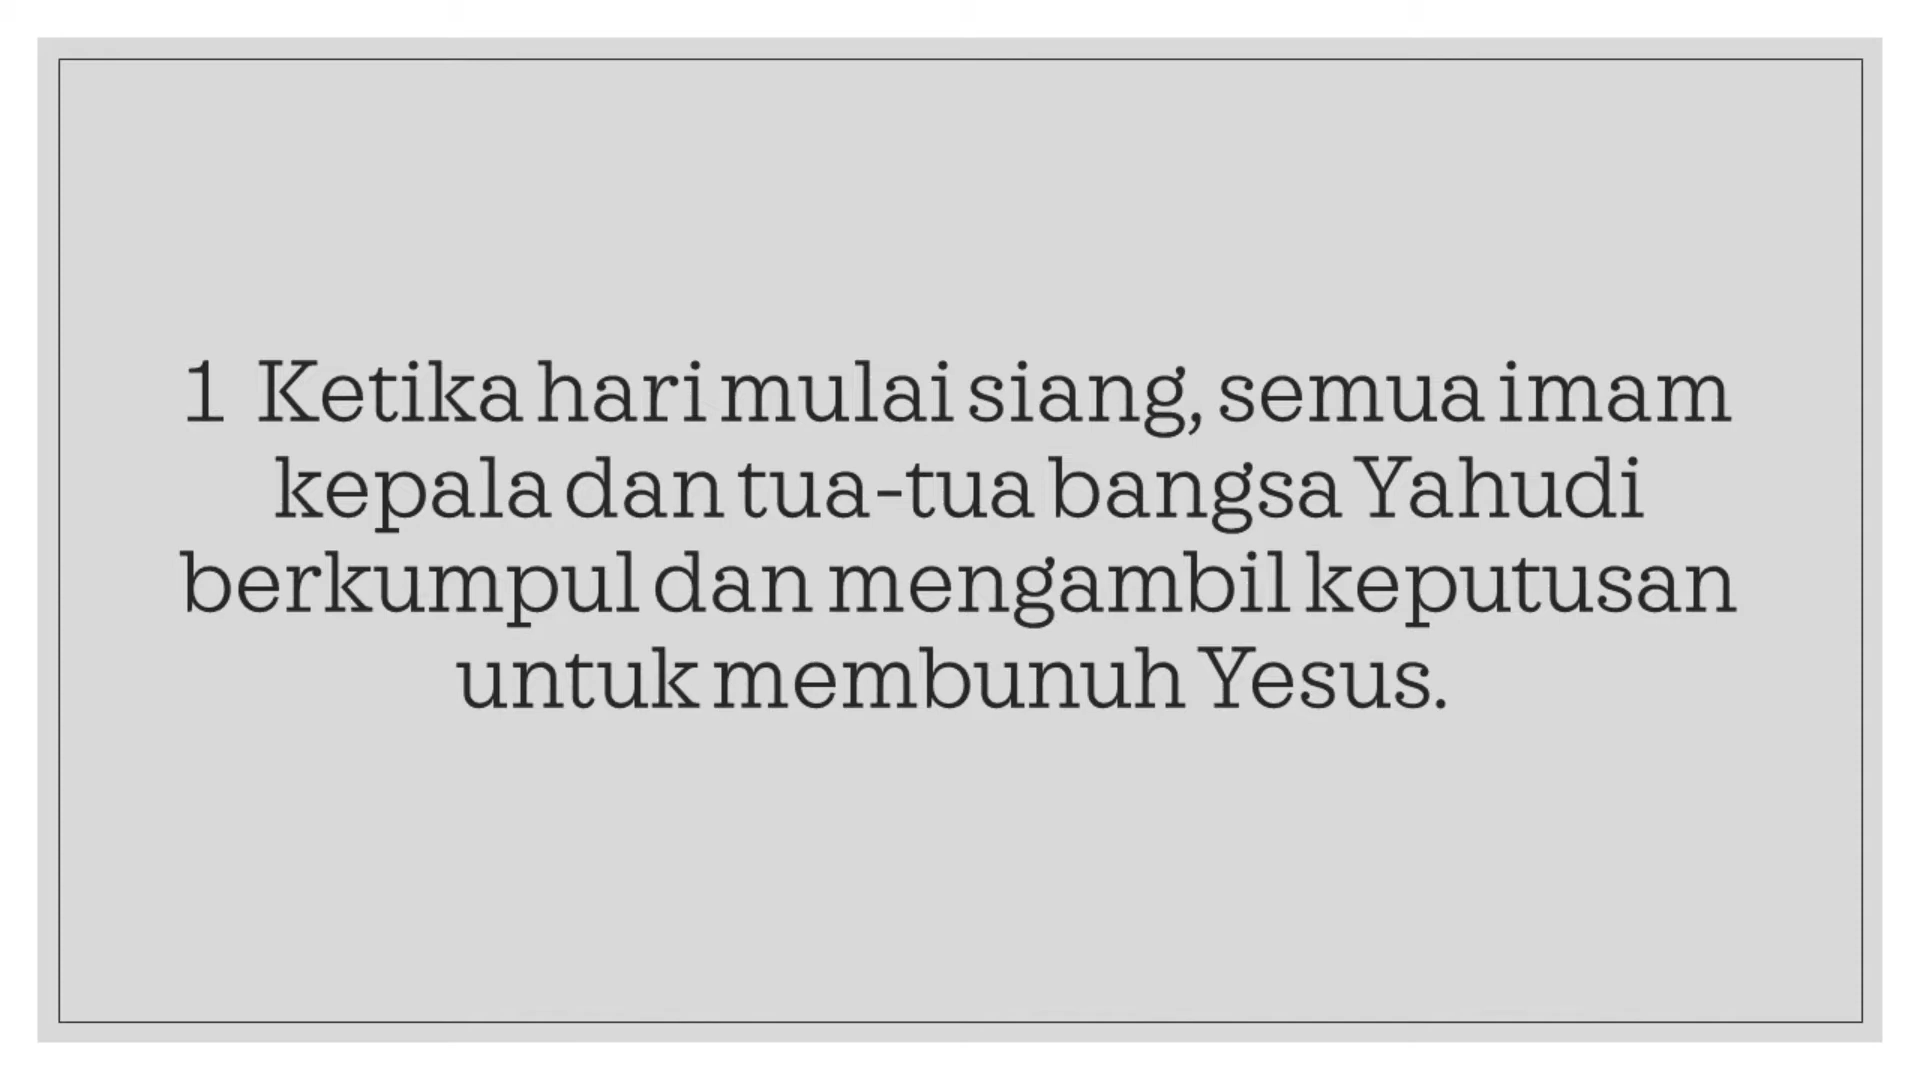 1 Ketika hari mulai siang, semua imam
kepala dan tua-tua bangsa Yahudi
berkumpul dan mengambil keputusan
untuk membunuh Yesus.